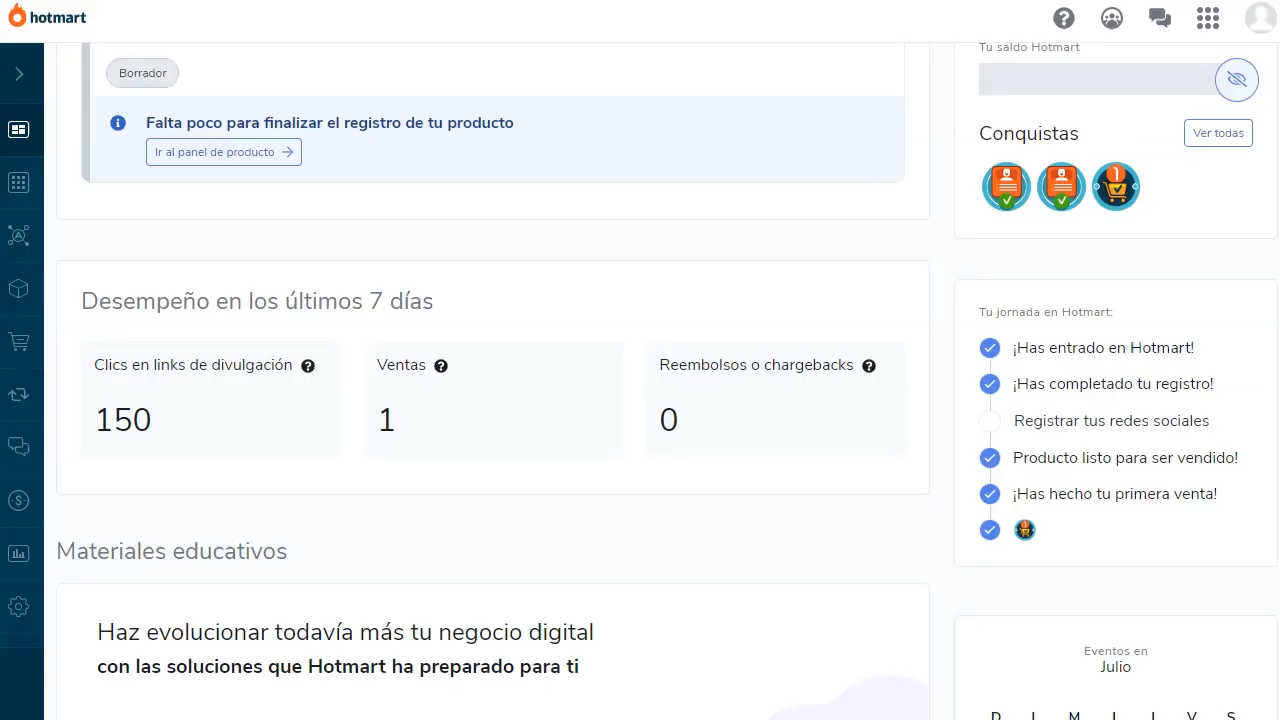 hotmart
Borrador
Falta poco para finalizar el registro de tu producto
Ir al panel de producto
Desempeño en los últimos 7 días
Clics en links de divulgación
150
Ventas
1
Reembolsos o chargebacks
0
Materiales educativos
Haz evolucionar todavía más tu negocio digital
con las soluciones que Hotmart ha preparado para ti
Tu saldo Hotmart
Conquistas
Ver todas
Tu jornada en Hotmart:
¡Has entrado en Hotmart!
¡Has completado tu registro!
Registrar tus redes sociales
Producto listo para ser vendido!
¡Has hecho tu primera venta!
Eventos en
Julio